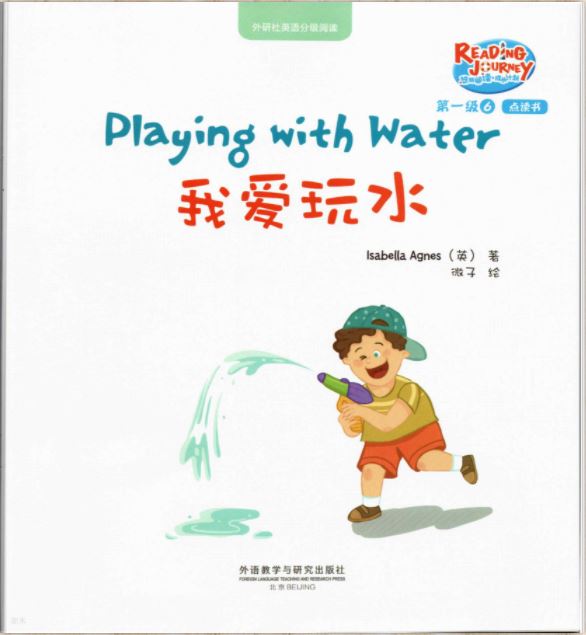 外研社英语分级阅读
READING
JOURNEY
第一级 6 点读书
Playing with Water
我爱玩水
Isabella Agnes（英） 著
微子 绘
外语教学与研究出版社
FOREIGN LANGUAGE TEACHING AND RESEARCH PRESS
北京 BEIJING